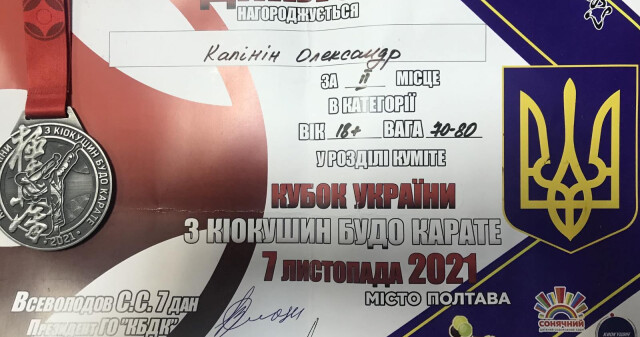 НАГОРОДЖУЄТЬСЯ
Калінін Олександр
ЗА II МІСЦЕ
В КАТЕГОРІЇ
ВІК 18+ ВАГА 70-80
У РОЗДІЛІ КУМІТЕ
КУБОК УКРАЇНИ
З КІОКУШИН БУДО КАРАТЕ
7 ЛИСТОПАДА 2021
МІСТО ПОЛТАВА
ВСЕВОЛОДОВ С.С. 7 ДАН
ПРЕЗИДЕНТ ГО "КБДК"
З КІОКУШИН БУДО КАРАТЕ
2021
極
СОНЯЧНИЙ